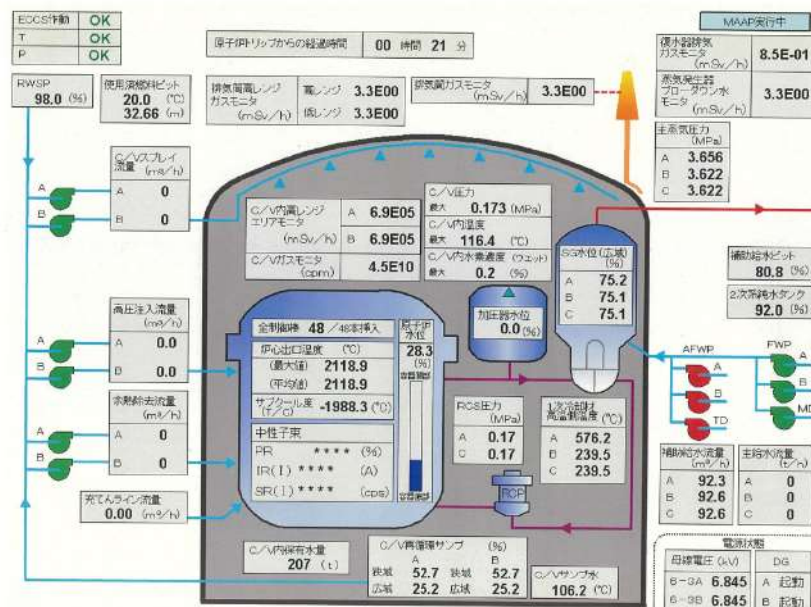 ECCS作動 OK
T OK
P OK
原子炉トリップからの経過時間 00 時間 21 分
MAAP実行中
RWSP
98.0 (%)
使用済燃料ピット
20.0 (℃)
32.66 (m)
排気筒高レンジ
ガスモニタ
(mSv/h)
高レンジ 3.3E00
低レンジ 3.3E00
排気筒ガスモニタ
(mSv/h)
3.3E00
復水器排気
ガスモニタ
(mSv/h)
8.5E-01
蒸気発生器
ブローダウン水
モニタ
(mSv/h)
3.3E00
主蒸気圧力
(MPa)
A 3.656
B 3.622
C 3.622
C/Vスプレイ
流量 (m³/h)
A 0
B 0
A
B
C/V内高レンジ
エリアモニタ
(mSv/h)
A 6.9E05
B 6.9E05
C/Vガスモニタ
(cpm)
4.5E10
C/V圧力
最大 0.173 (MPa)
C/V内温度
最大 116.4 (℃)
C/V内水素濃度 (ウエット)
最大 0.2 (%)
SG水位(広域)
(%)
A 75.2
B 75.1
C 75.1
補助給水ピット
80.8 (%)
2次系純水タンク
92.0 (%)
加圧器水位
0.0 (%)
高圧注入流量
(m³/h)
A 0.0
B 0.0
A
B
全制御棒 48 /48本挿入
炉心出口温度 (℃)
(最大値) 2118.9
(平均値) 2118.9
サブクール度
(T/C) -1988.3 (℃)
原子炉
水位
28.3
(%)
容器頂部
容器底部
中性子束
PR **** (%)
IR(I) **** (A)
SR(I) **** (cps)
余熱除去流量
(m³/h)
A 0
B 0
A
B
充てんライン流量
0.00 (m³/h)
RCS圧力
(MPa)
A 0.17
C 0.17
1次冷却材
高温側温度
(℃)
A 576.2
B 239.5
C 239.5
RCP
AFWP
A
B
TD
FWP
A
B
MD
補助給水流量
(m³/h)
A 92.3
B 92.6
C 92.6
主給水流量
(t/h)
A 0
B 0
C 0
C/V内保有水量
207 (t)
C/V再循環サンプ (%)
A B
狭域 52.7 狭域 52.7
広域 25.2 広域 25.2
C/Vサンプ水
106.2 (℃)
電源状態
母線電圧 (kV) DG
6-3A 6.845 A 起動
6-3B 6.845 B 起動